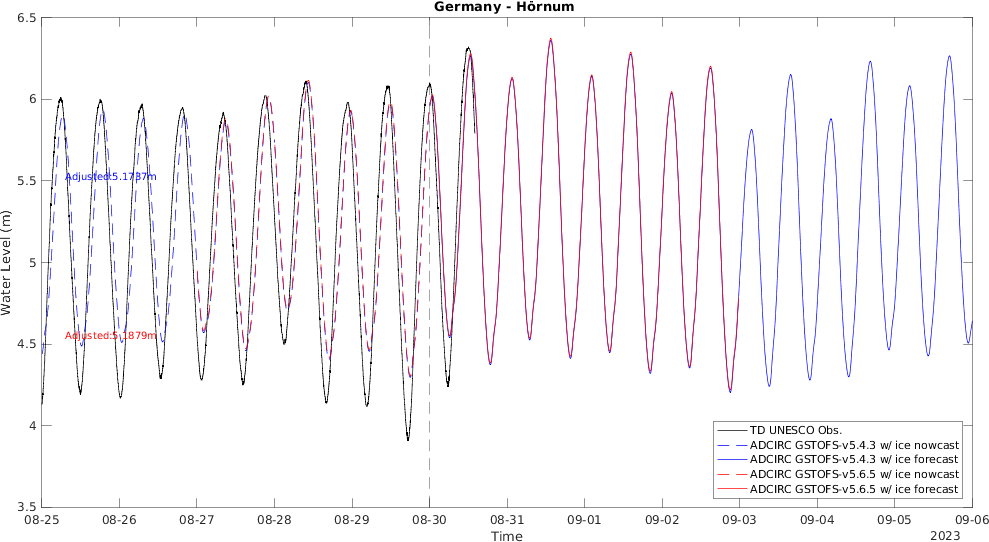 Germany - Hörnum
6.5
6
5.5
5
4.5
4
3.5
Water Level (m)
Adjusted:5.1737m
Adjusted:5.1879m
TD UNESCO Obs.
ADCIRC GSTOFS-v5.4.3 w/ ice nowcast
ADCIRC GSTOFS-v5.4.3 w/ ice forecast
ADCIRC GSTOFS-v5.6.5 w/ ice nowcast
ADCIRC GSTOFS-v5.6.5 w/ ice forecast
08-25 08-26 08-27 08-28 08-29 08-30 08-31 09-01 09-02 09-03 09-04 09-05 09-06
Time
2023